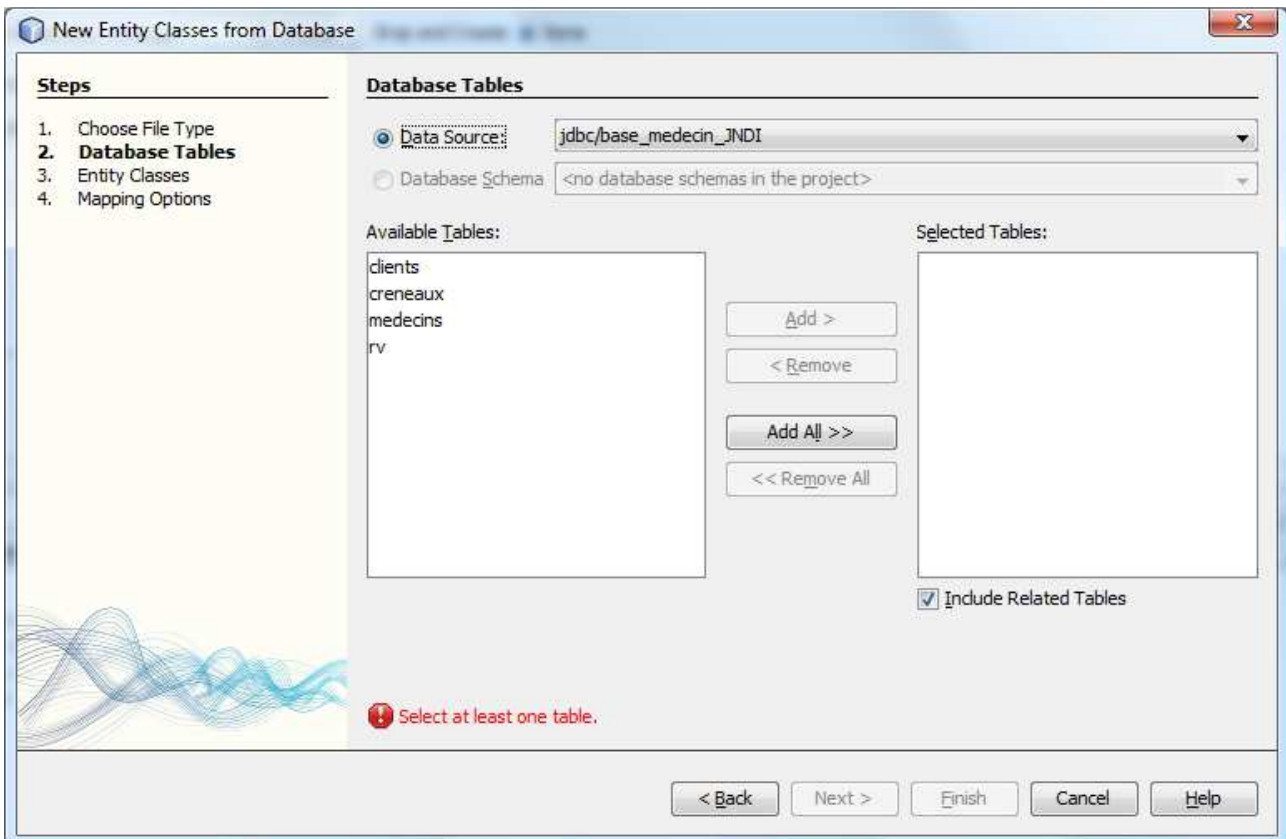 New Entity Classes from Database
Steps
1. Choose File Type
2. Database Tables
3. Entity Classes
4. Mapping Options
Database Tables
Data Source: jdbc/base_medecin_JNDI
Database Schema <no database schemas in the project>
Available Tables:
clients
creneaux
medecins
rv
Add >
< Remove
Add All >>
<< Remove All
Selected Tables:
Include Related Tables
Select at least one table.
< Back Next > Finish Cancel Help